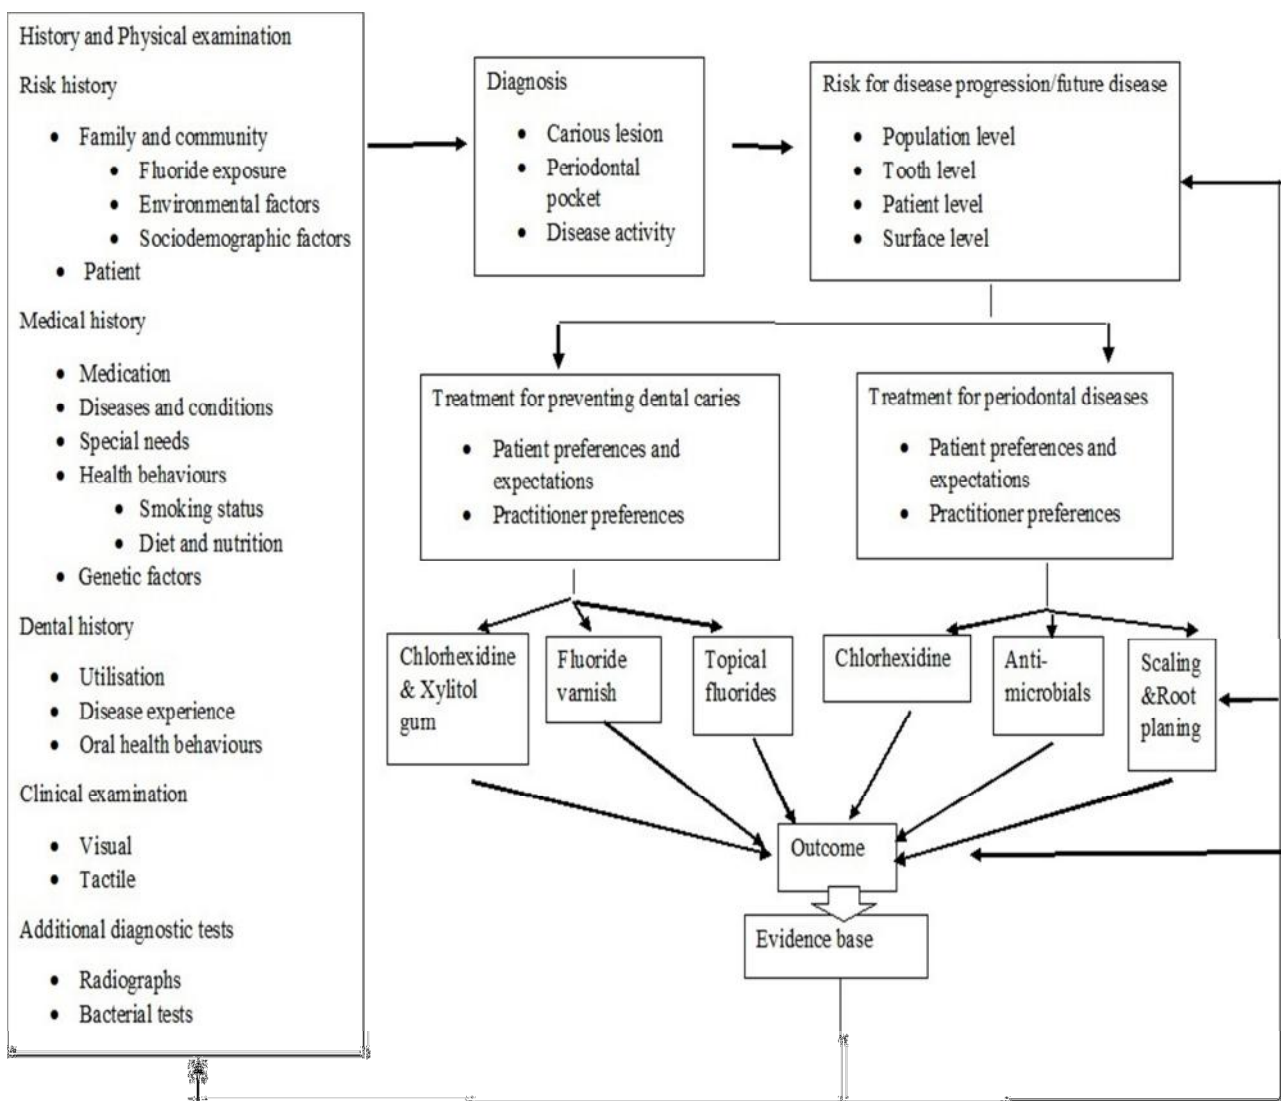 History and Physical examination
Risk history
• Family and community
• Fluoride exposure
• Environmental factors
• Sociodemographic factors
• Patient
Medical history
• Medication
• Diseases and conditions
• Special needs
• Health behaviours
• Smoking status
• Diet and nutrition
• Genetic factors
Dental history
• Utilisation
• Disease experience
• Oral health behaviours
Clinical examination
• Visual
• Tactile
Additional diagnostic tests
• Radiographs
• Bacterial tests
Diagnosis
• Carious lesion
• Periodontal
pocket
• Disease activity
Risk for disease progression/future disease
• Population level
• Tooth level
• Patient level
• Surface level
Treatment for preventing dental caries
• Patient preferences and
expectations
• Practitioner preferences
Treatment for periodontal diseases
• Patient preferences and
expectations
• Practitioner preferences
Chlorhexidine
& Xylitol
gum
Fluoride
varnish
Topical
fluorides
Chlorhexidine
Anti-
microbials
Scaling
&Root
planing
Outcome
Evidence base